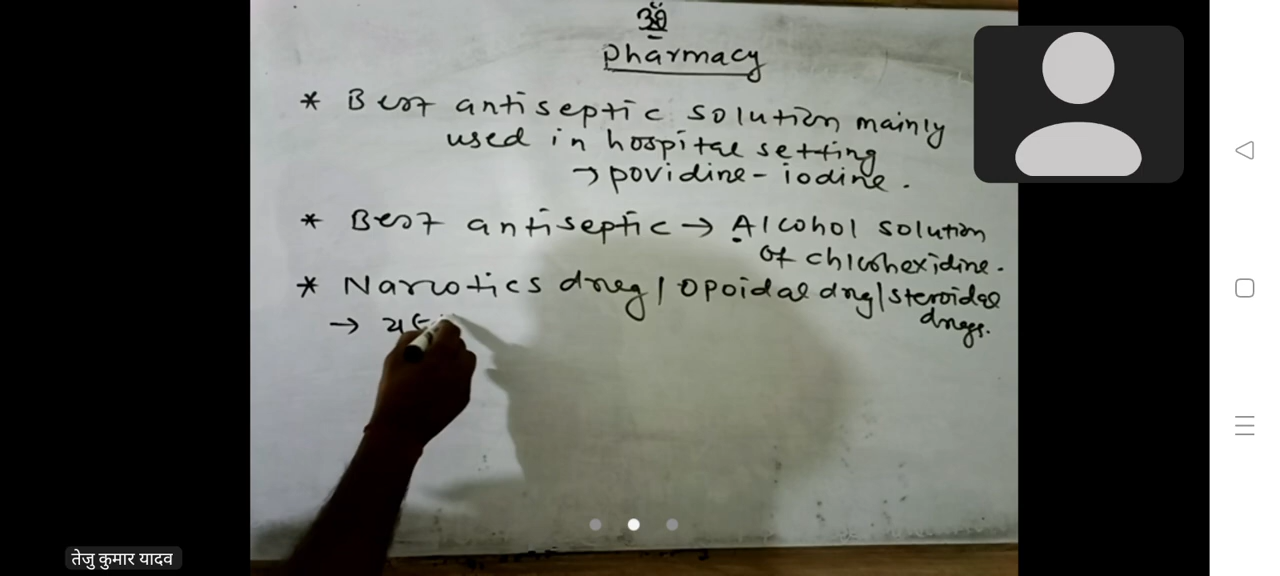 ॐ
Pharmacy
* Best antiseptic solution mainly
used in hospital setting
→ povidine - iodine.
* Best antiseptic → Alcohol solution
of chlorhexidine.
* Narcotics drug / opoidal drug / steroidal
drugs.
→
तेजु कुमार यादव